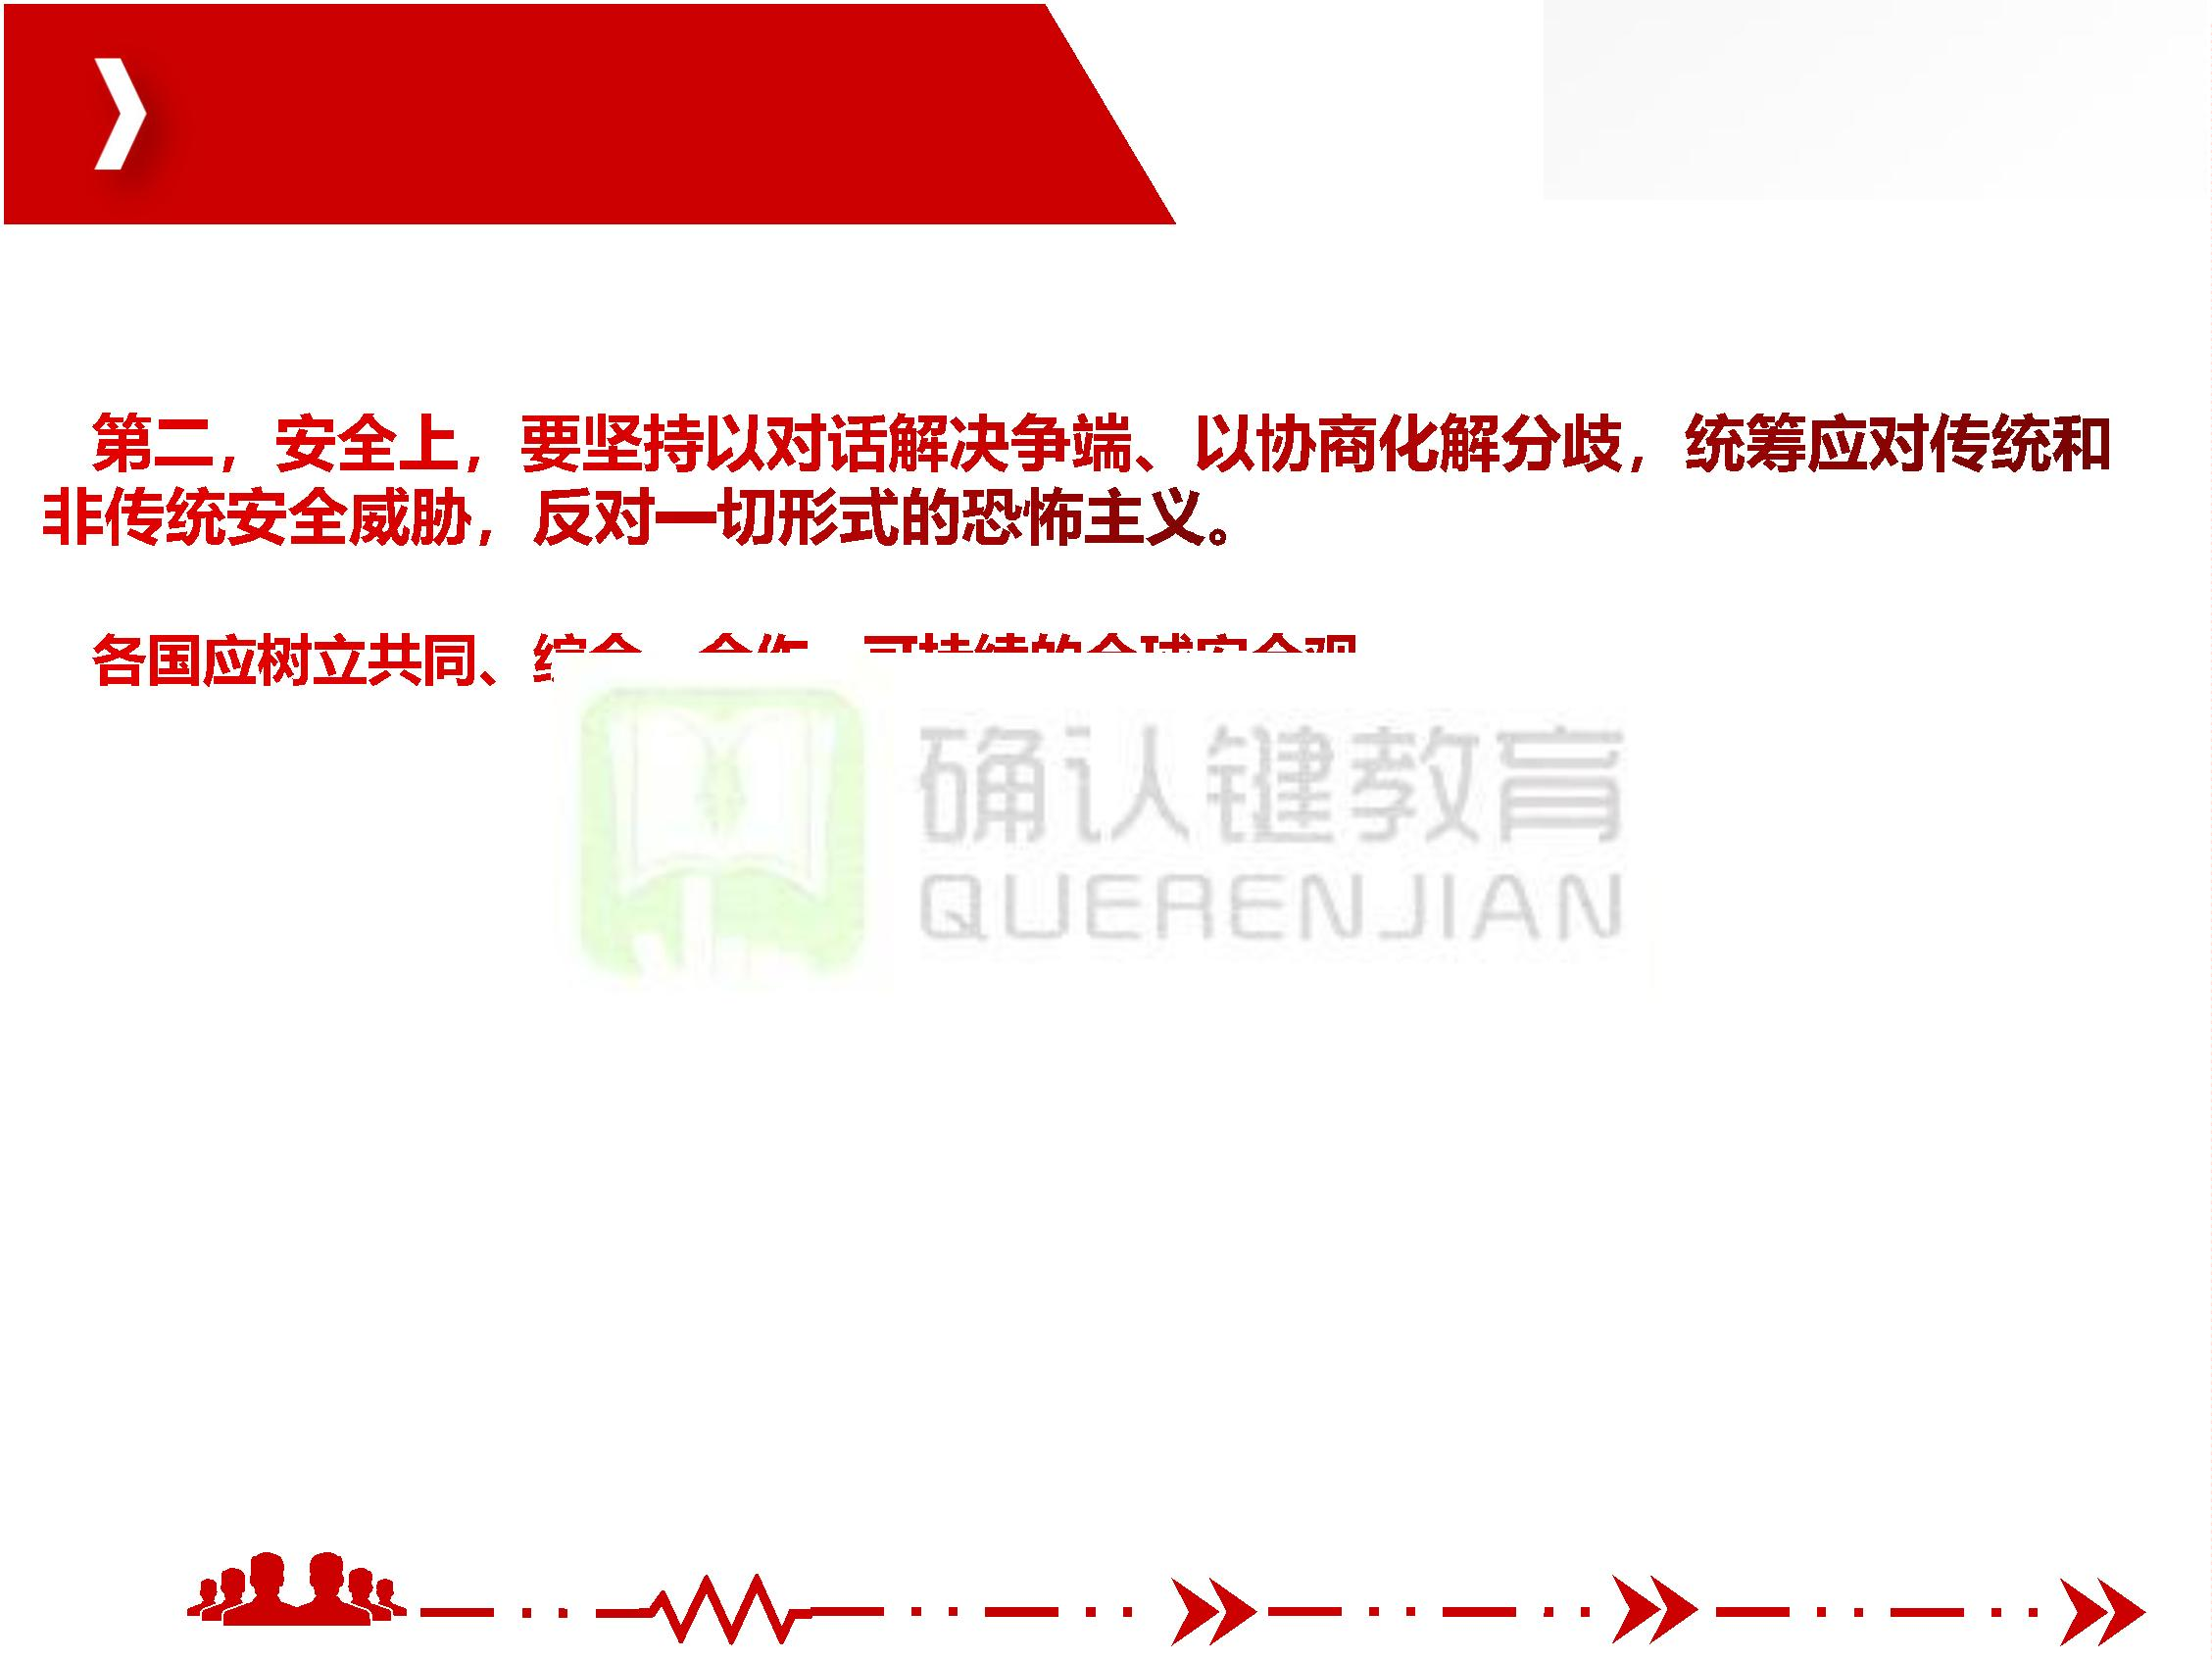 第二，安全上，要坚持以对话解决争端、以协商化解分歧，统筹应对传统和
非传统安全威胁，反对一切形式的恐怖主义。
各国应树立共同、
确认键教育
QUERENJIAN